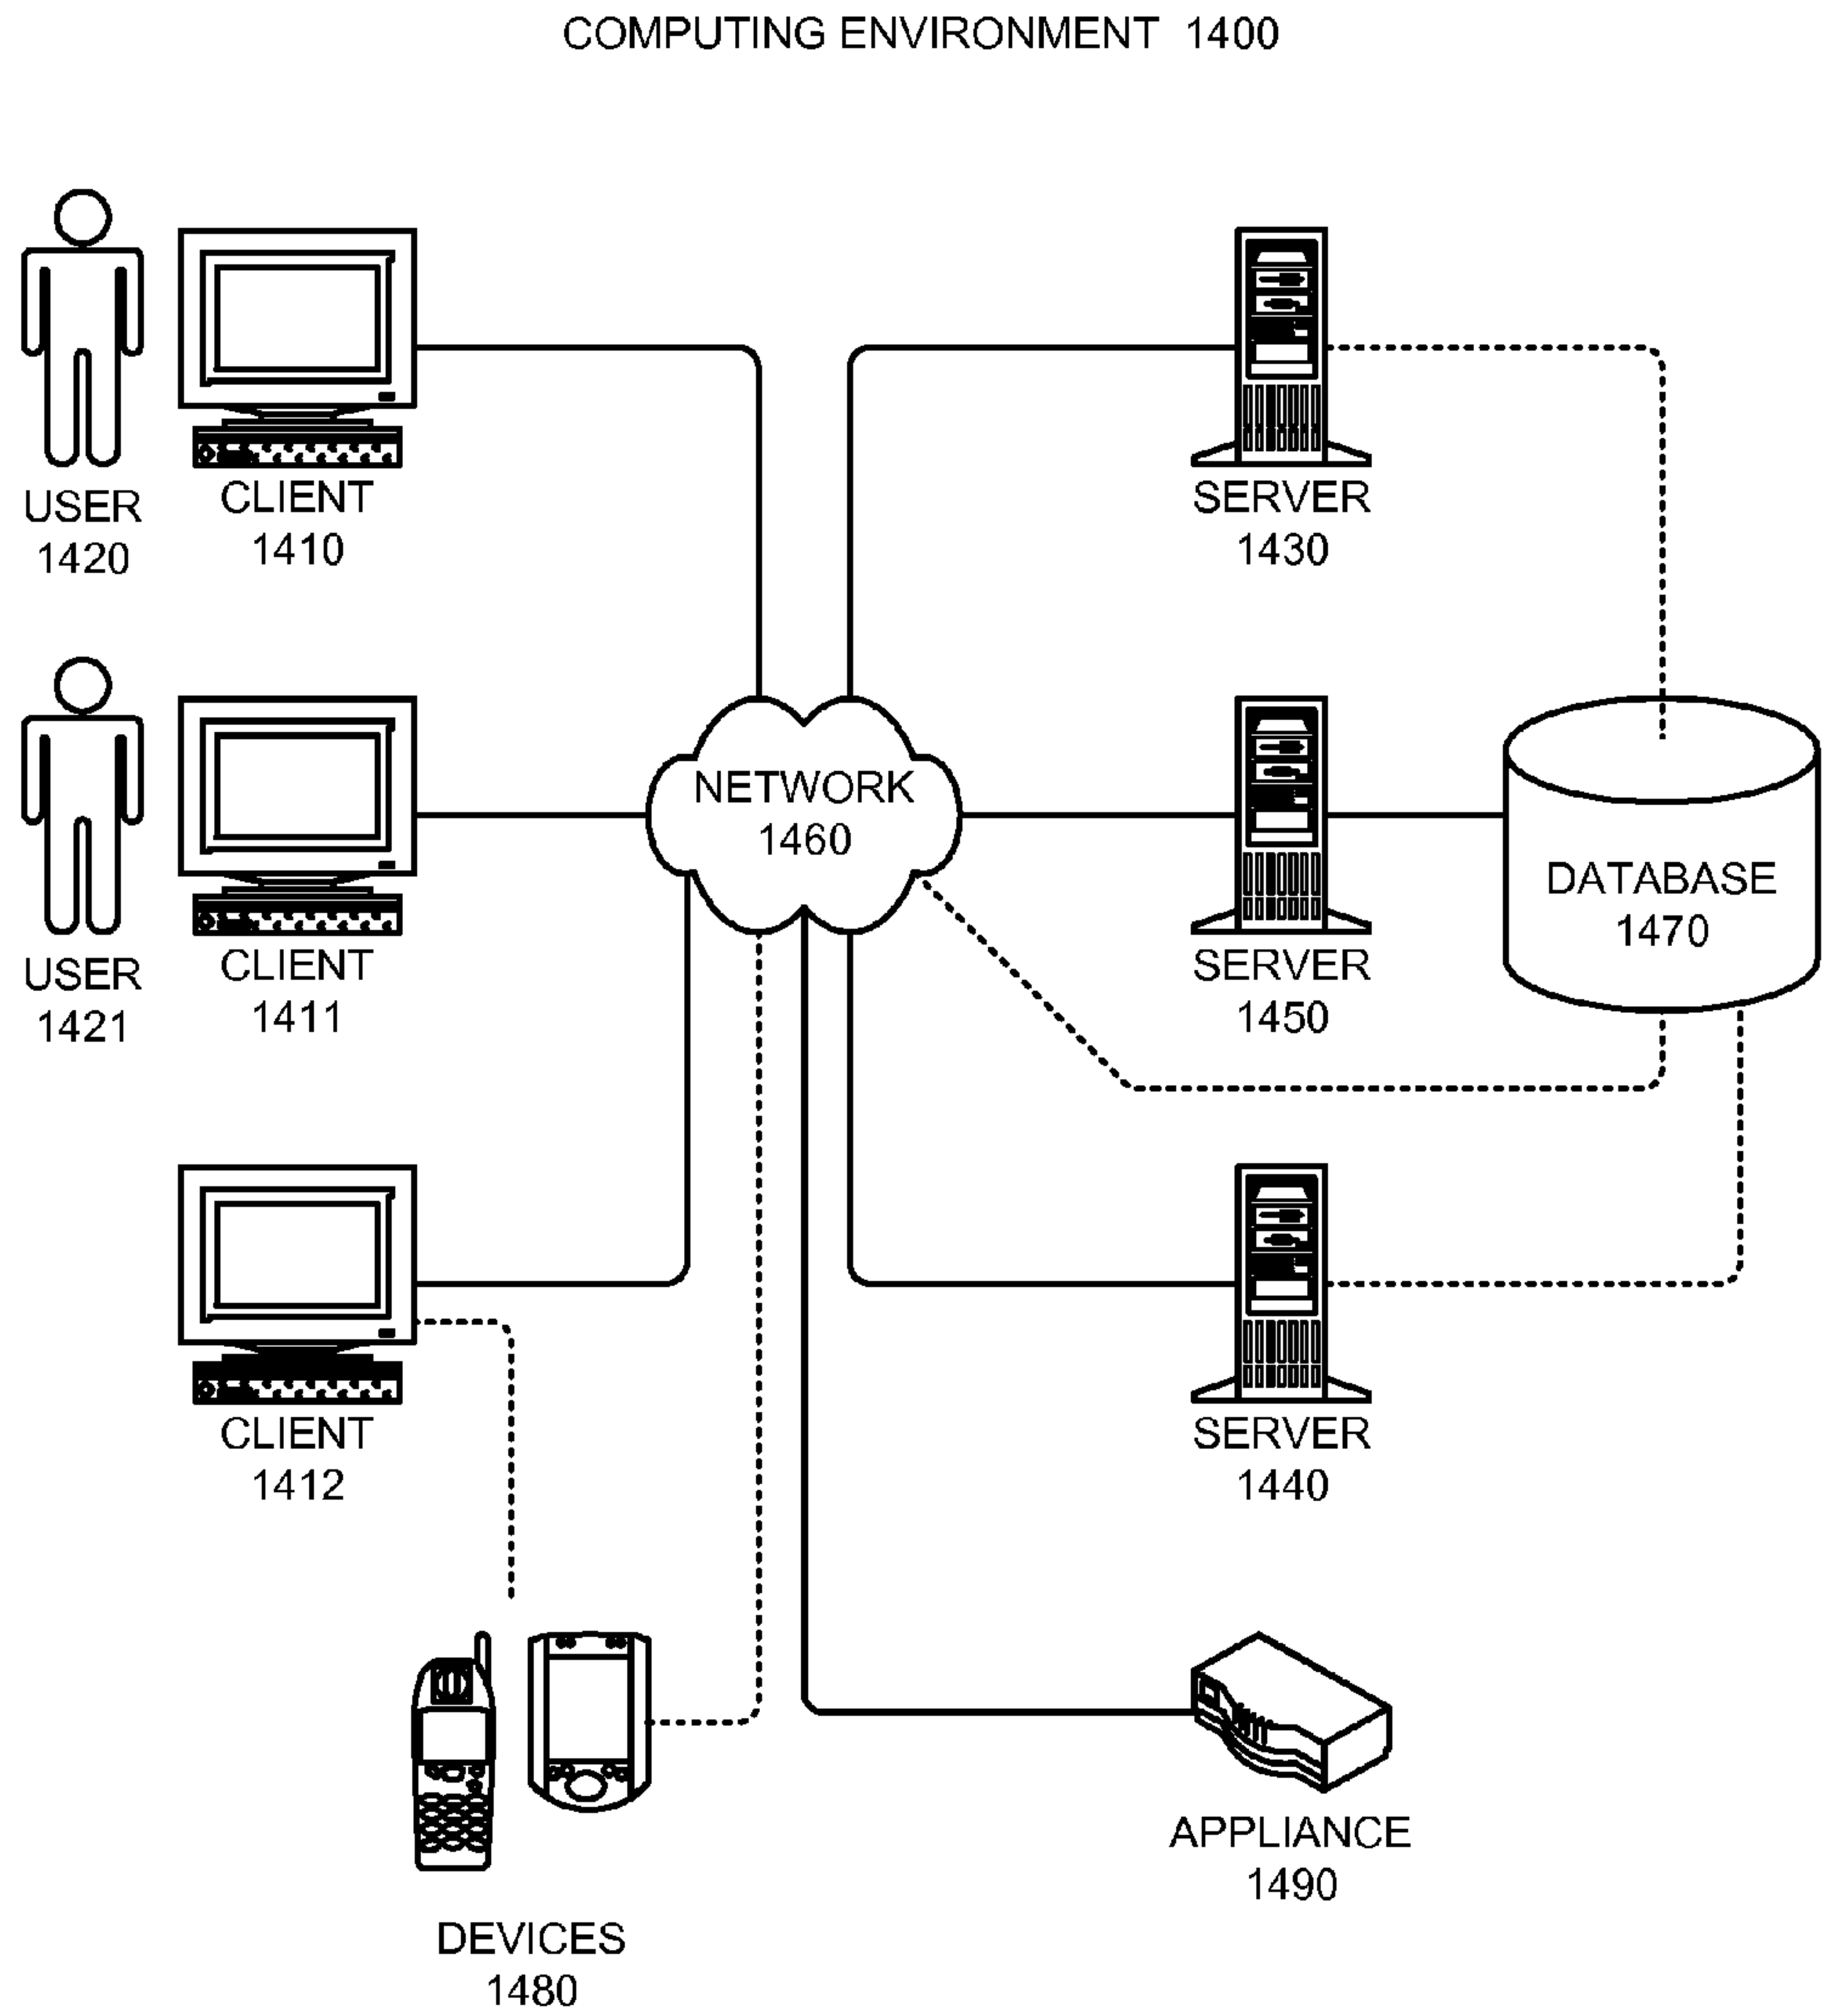 COMPUTING ENVIRONMENT 1400
USER
1420
CLIENT
1410
SERVER
1430
NETWORK
1460
DATABASE
1470
USER
1421
CLIENT
1411
SERVER
1450
CLIENT
1412
SERVER
1440
DEVICES
1480
APPLIANCE
1490